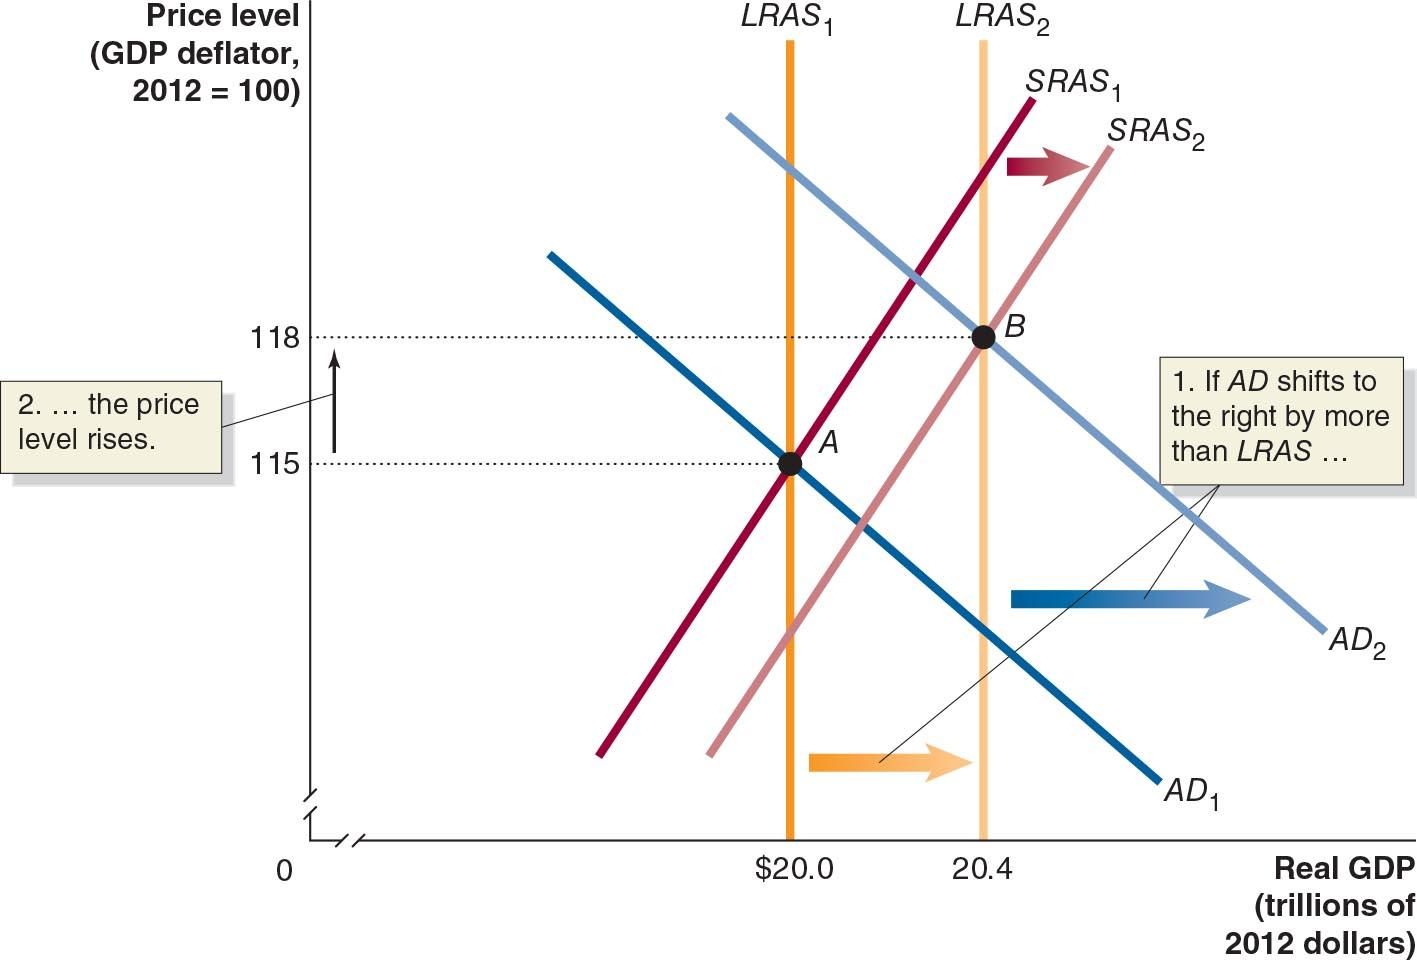 Price level
(GDP deflator,
2012 = 100)
LRAS1
LRAS2
SRAS1
SRAS2
118
B
2. … the price
level rises.
1. If AD shifts to
the right by more
than LRAS …
115
A
AD2
AD1
0
$20.0
20.4
Real GDP
(trillions of
2012 dollars)